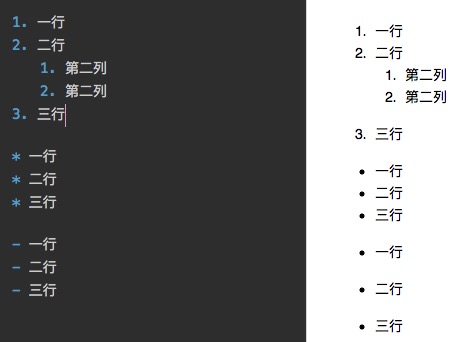 1. 一行
2. 二行
1. 第二列
2. 第二列
3. 三行
* 一行
* 二行
* 三行
- 一行
- 二行
- 三行
1. 一行
2. 二行
1. 第二列
2. 第二列
3. 三行
• 一行
• 二行
• 三行
• 一行
• 二行
• 三行